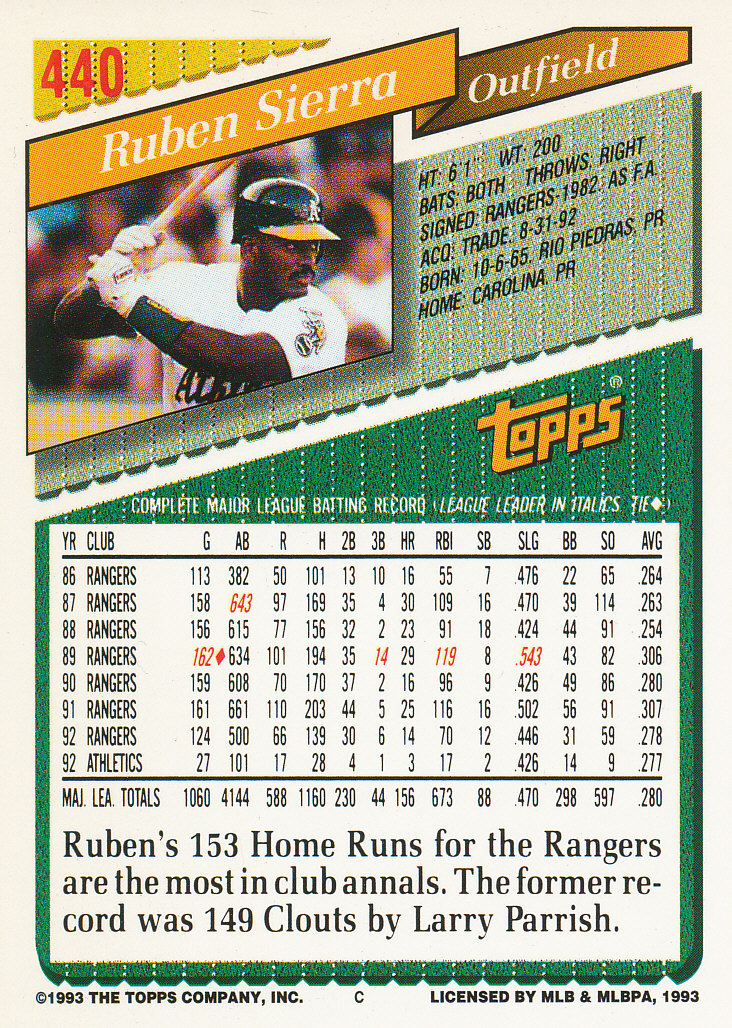 440
Ruben Sierra
Outfield
HT: 6'1" WT: 200
BATS: BOTH THROWS: RIGHT
SIGNED: RANGERS-1982. AS F.A.
ACQ: TRADE, 8-31-92
BORN: 10-6-65, RIO PIEDRAS, PR
HOME: CAROLINA, PR
TOPPS®
COMPLETE MAJOR LEAGUE BATTING RECORD (LEAGUE LEADER IN ITALICS, TIE♦)
YR CLUB G AB R H 2B 3B HR RBI SB SLG BB SO AVG
86 RANGERS 113 382 50 101 13 10 16 55 7 .476 22 65 .264
87 RANGERS 158 643 97 169 35 4 30 109 16 .470 39 114 .263
88 RANGERS 156 615 77 156 32 2 23 91 18 .424 44 91 .254
89 RANGERS 162♦ 634 101 194 35 14 29 119 8 .543 43 82 .306
90 RANGERS 159 608 70 170 37 2 16 96 9 .426 49 86 .280
91 RANGERS 161 661 110 203 44 5 25 116 16 .502 56 91 .307
92 RANGERS 124 500 66 139 30 6 14 70 12 .446 31 59 .278
92 ATHLETICS 27 101 17 28 4 1 3 17 2 .426 14 9 .277
MAJ. LEA. TOTALS 1060 4144 588 1160 230 44 156 673 88 .470 298 597 .280
Ruben's 153 Home Runs for the Rangers
are the most in club annals. The former re-
cord was 149 Clouts by Larry Parrish.
©1993 THE TOPPS COMPANY, INC. C LICENSED BY MLB & MLBPA, 1993